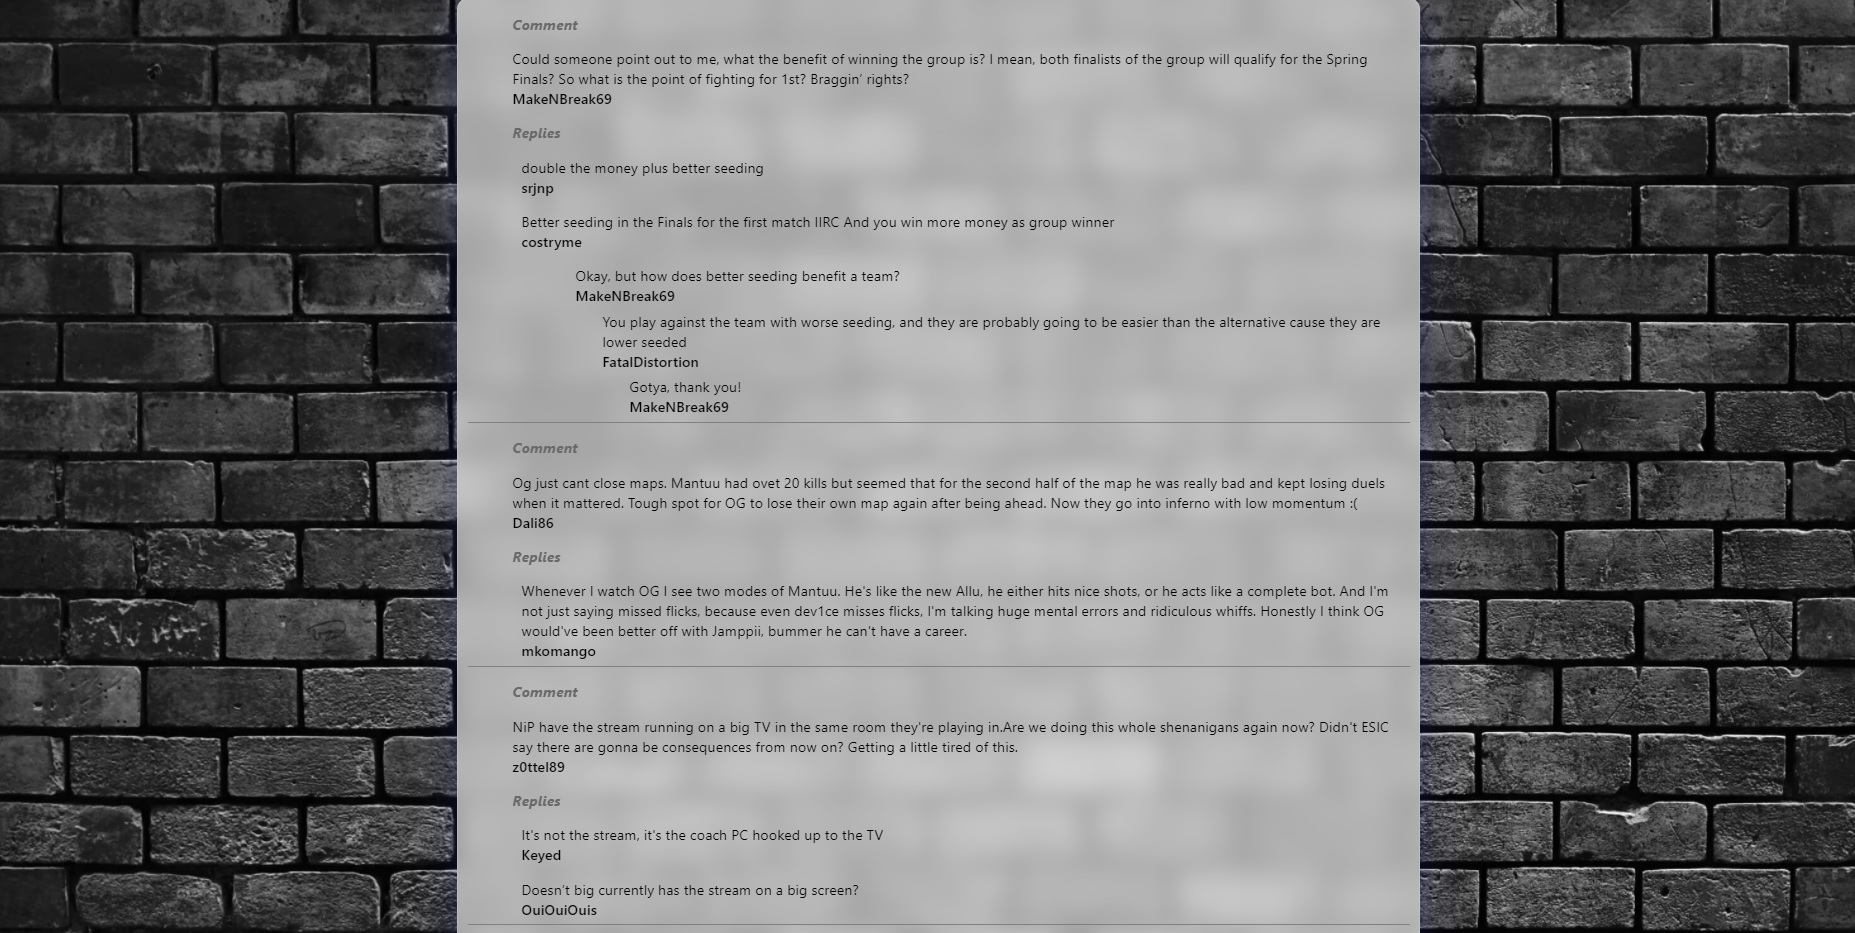 Comment
Could someone point out to me, what the benefit of winning the group is? I mean, both finalists of the group will qualify for the Spring
Finals? So what is the point of fighting for 1st? Braggin' rights?
MakeNBreak69
Replies
double the money plus better seeding
srjnp
Better seeding in the Finals for the first match IIRC And you win more money as group winner
costryme
Okay, but how does better seeding benefit a team?
MakeNBreak69
You play against the team with worse seeding, and they are probably going to be easier than the alternative cause they are
lower seeded
FatalDistortion
Gotya, thank you!
MakeNBreak69
Comment
Og just cant close maps. Mantuu had ovet 20 kills but seemed that for the second half of the map he was really bad and kept losing duels
when it mattered. Tough spot for OG to lose their own map again after being ahead. Now they go into inferno with low momentum :(
Dali86
Replies
Whenever I watch OG I see two modes of Mantuu. He's like the new Allu, he either hits nice shots, or he acts like a complete bot. And I'm
not just saying missed flicks, because even dev1ce misses flicks, I'm talking huge mental errors and ridiculous whiffs. Honestly I think OG
would've been better off with Jamppii, bummer he can't have a career.
mkomango
Comment
NiP have the stream running on a big TV in the same room they're playing in.Are we doing this whole shenanigans again now? Didn't ESIC
say there are gonna be consequences from now on? Getting a little tired of this.
z0ttel89
Replies
It's not the stream, it's the coach PC hooked up to the TV
Keyed
Doesn't big currently has the stream on a big screen?
OuiOuiOuis